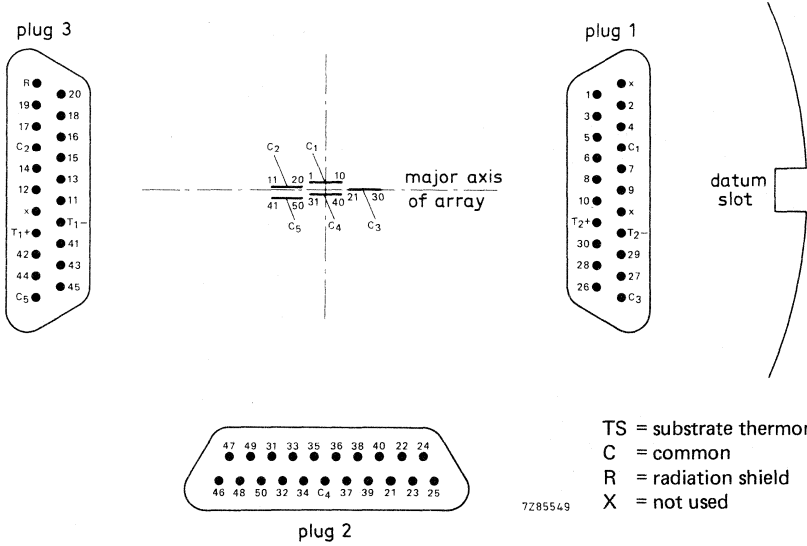 plug 3
R
20
19
18
17
16
C2
15
14
13
12
11
x
T1−
T1+
41
42
43
44
45
C5
C2
C1
11 20
1 10
41 50
31 40
21 30
C5
C4
C3
major axis
of array
plug 1
x
1
2
3
4
5
C1
6
7
8
9
10
x
T2+
T2−
30
29
28
27
26
C3
datum
slot
47 49 31 33 35 36 38 40 22 24
46 48 50 32 34 C4 37 39 21 23 25
plug 2
7Z85549
TS = substrate
C = common
R = radiation shield
X = not used